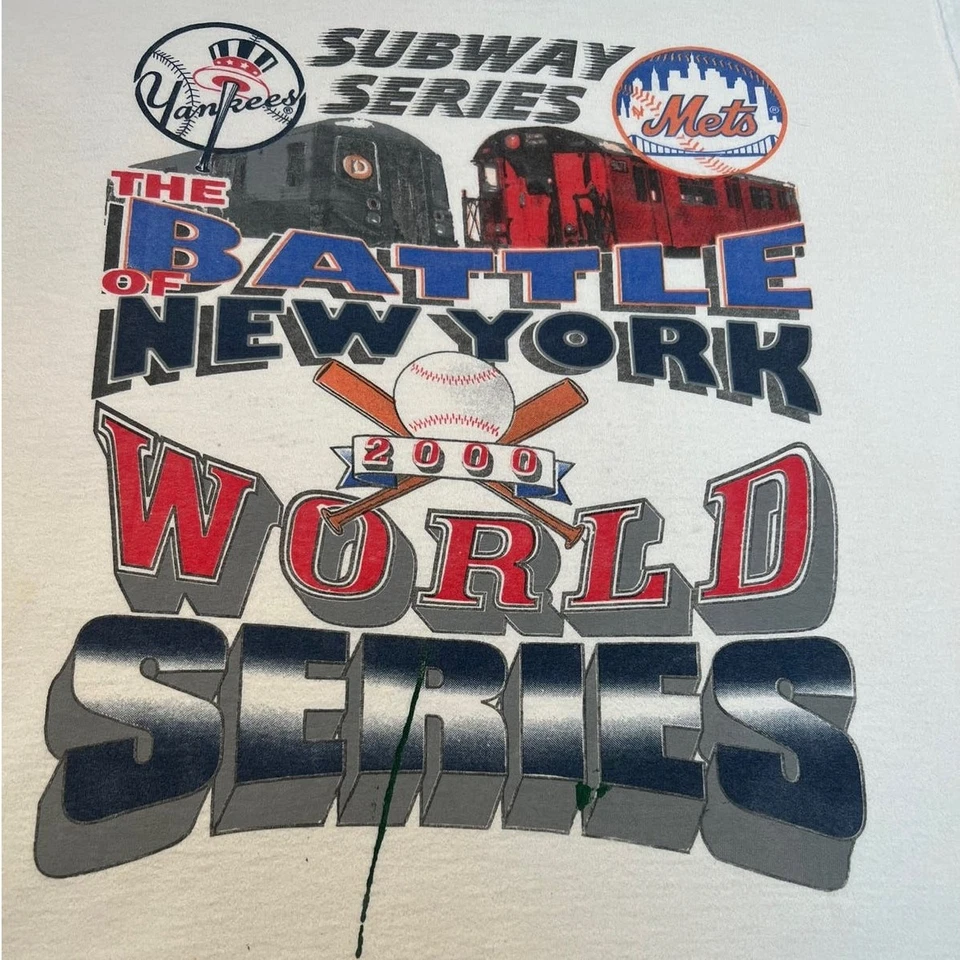 SUBWAY
SERIES
Yankees
Mets
D
THE
BATTLE
OF
NEW YORK
2000
WORLD
SERIES